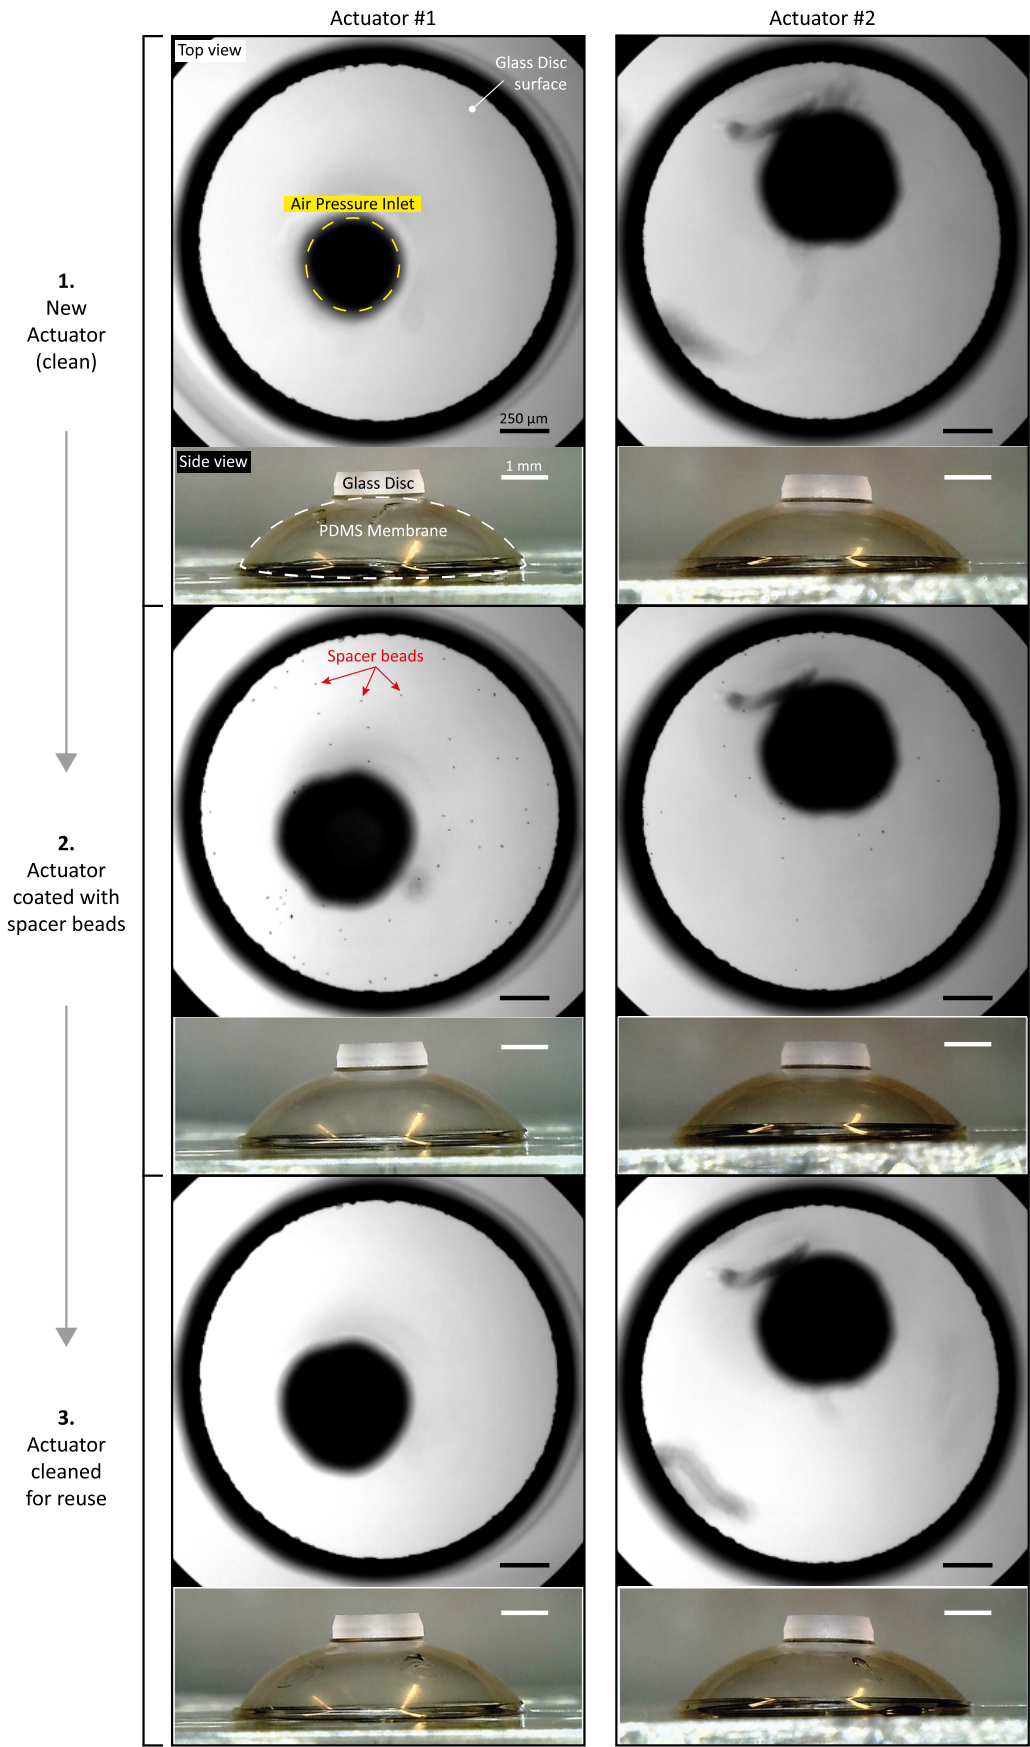 Actuator #1
Actuator #2
Top view
Glass Disc
surface
Air Pressure Inlet
1.
New
Actuator
(clean)
250 µm
Side view
1 mm
Glass Disc
PDMS Membrane
Spacer beads
2.
Actuator
coated with
spacer beads
3.
Actuator
cleaned
for reuse